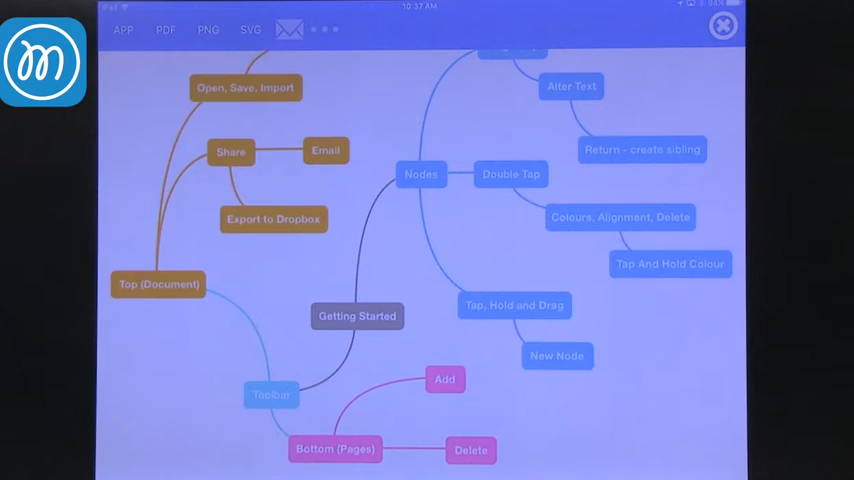 iPad
10:37 AM
94%
APP
PDF
PNG
SVG
Open, Save, Import
Alter Text
Share
Email
Return - create sibling
Nodes
Double Tap
Export to Dropbox
Colours, Alignment, Delete
Tap And Hold Colour
Top (Document)
Tap, Hold and Drag
Getting Started
New Node
Add
Toolbar
Bottom (Pages)
Delete